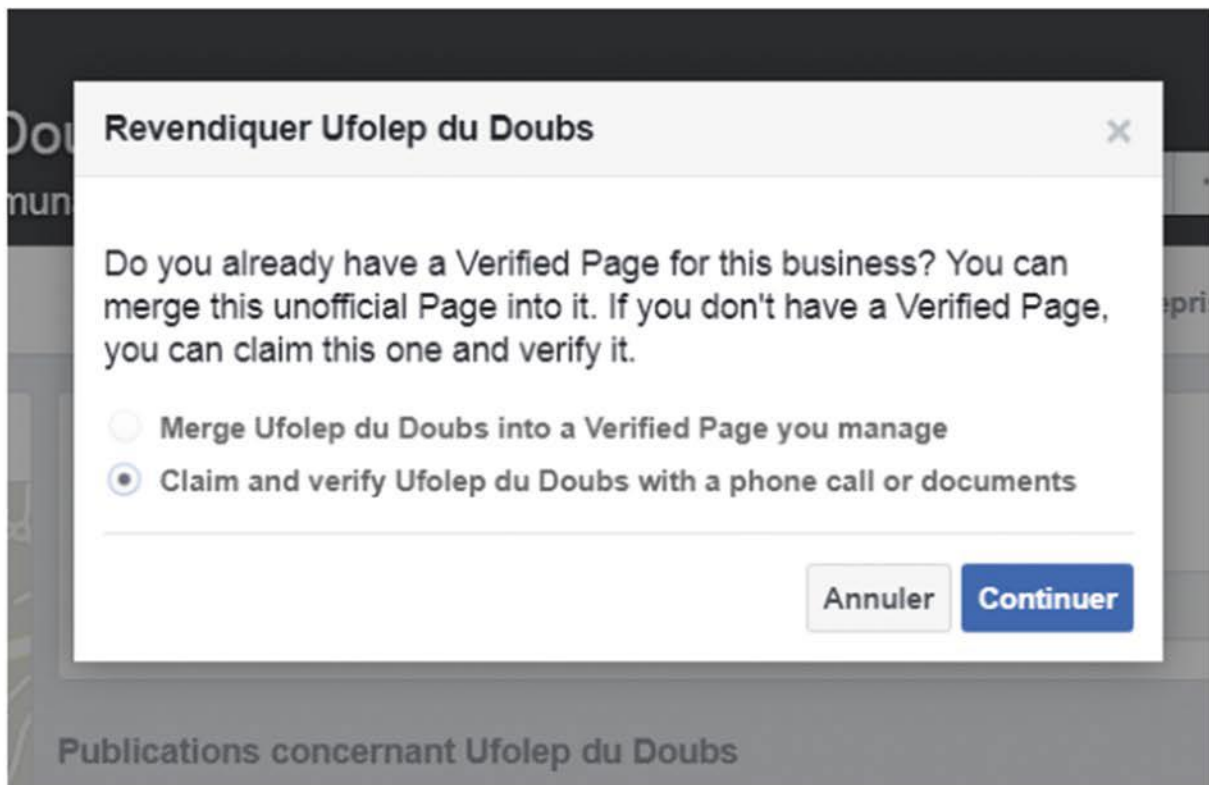 Dou
Revendiquer Ufolep du Doubs
muna
Do you already have a Verified Page for this business? You can
merge this unofficial Page into it. If you don't have a Verified Page,
you can claim this one and verify it.
epri
Merge Ufolep du Doubs into a Verified Page you manage
Claim and verify Ufolep du Doubs with a phone call or documents
Annuler Continuer
Publications concernant Ufolep du Doubs